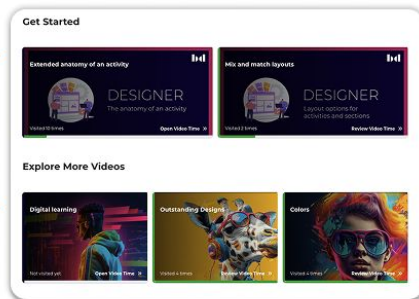 Get Started
Extended anatomy of an activity
DESIGNER
The anatomy of an activity
Visited 10 times
Open Video Time »
Mix and match layouts
DESIGNER
Layout options for
activities and sections
Visited 2 times
Review Video Time »
Explore More Videos
Digital learning
Not visited yet
Open Video Time »
Outstanding Designs
Visited 4 times
Review Video Time »
Colors
Visited 4 times
Review Video Time »